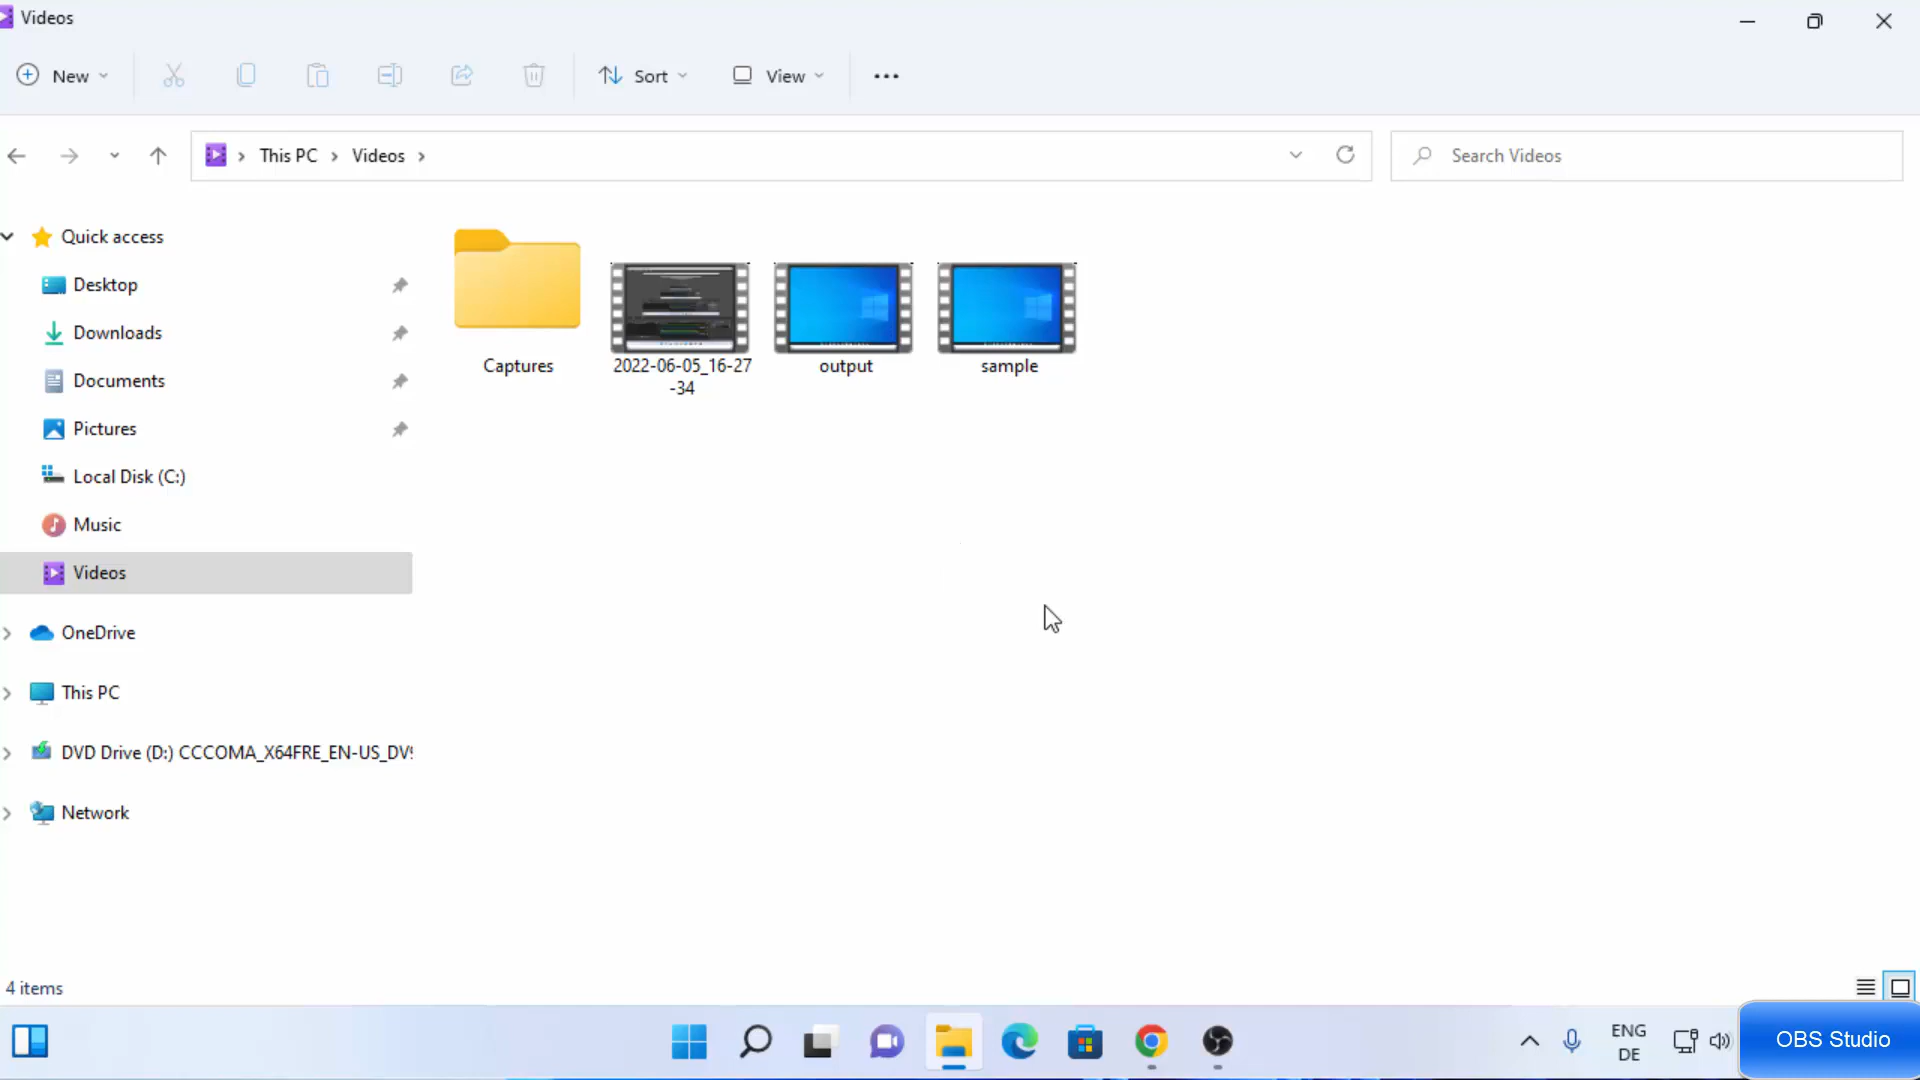 Videos
New
Sort
View
This PC
Videos
Search Videos
Quick access
Desktop
Downloads
Documents
Pictures
Local Disk (C:)
Music
Videos
OneDrive
This PC
DVD Drive (D:) CCCOMA_X64FRE_EN-US_DV9
Network
Captures
2022-06-05_16-27
-34
output
sample
4 items
ENG
DE
OBS Studio